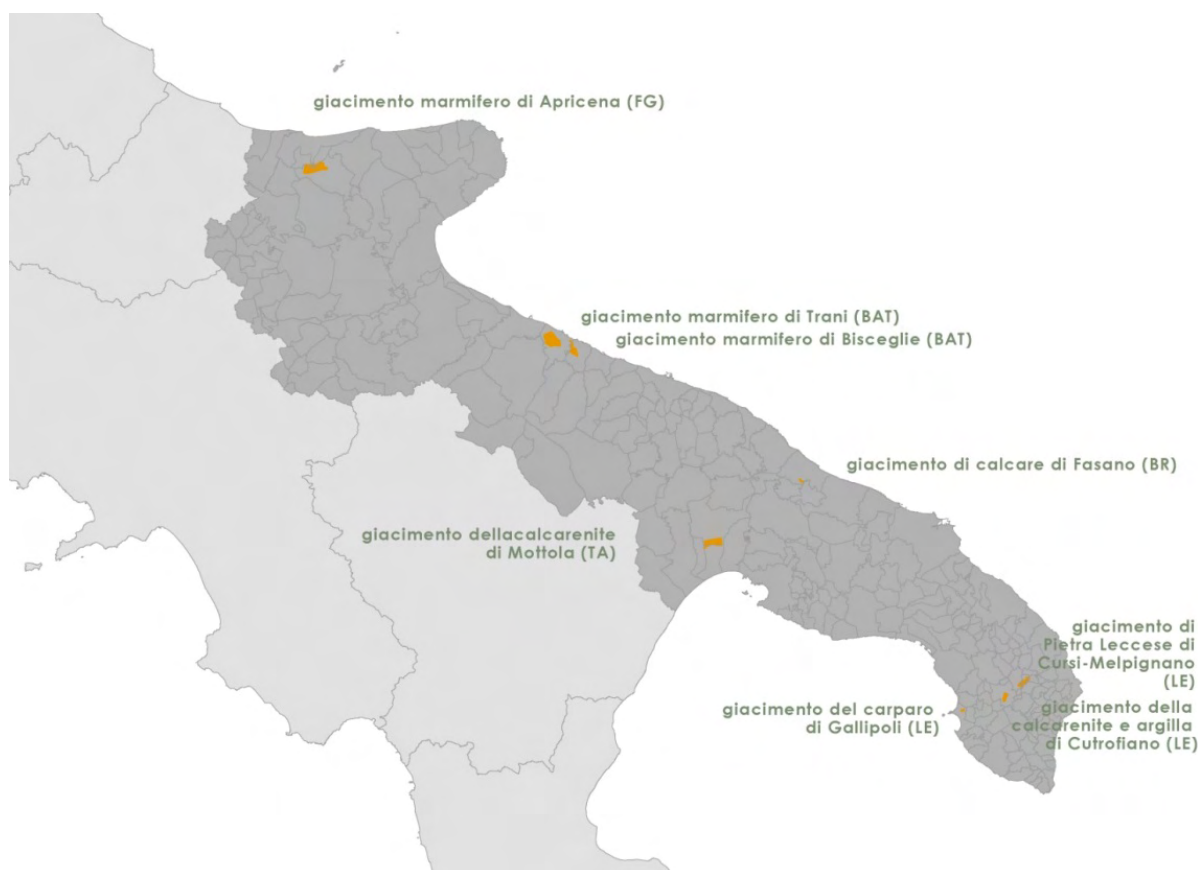 giacimento marmifero di Apricena (FG)
giacimento marmifero di Trani (BAT)
giacimento marmifero di Bisceglie (BAT)
giacimento di calcare di Fasano (BR)
giacimento dellacalcarenite
di Mottola (TA)
giacimento di
Pietra Leccese di
Cursi-Melpignano
(LE)
giacimento del carparo
di Gallipoli (LE)
giacimento della
calcarenite e argilla
di Cutrofiano (LE)